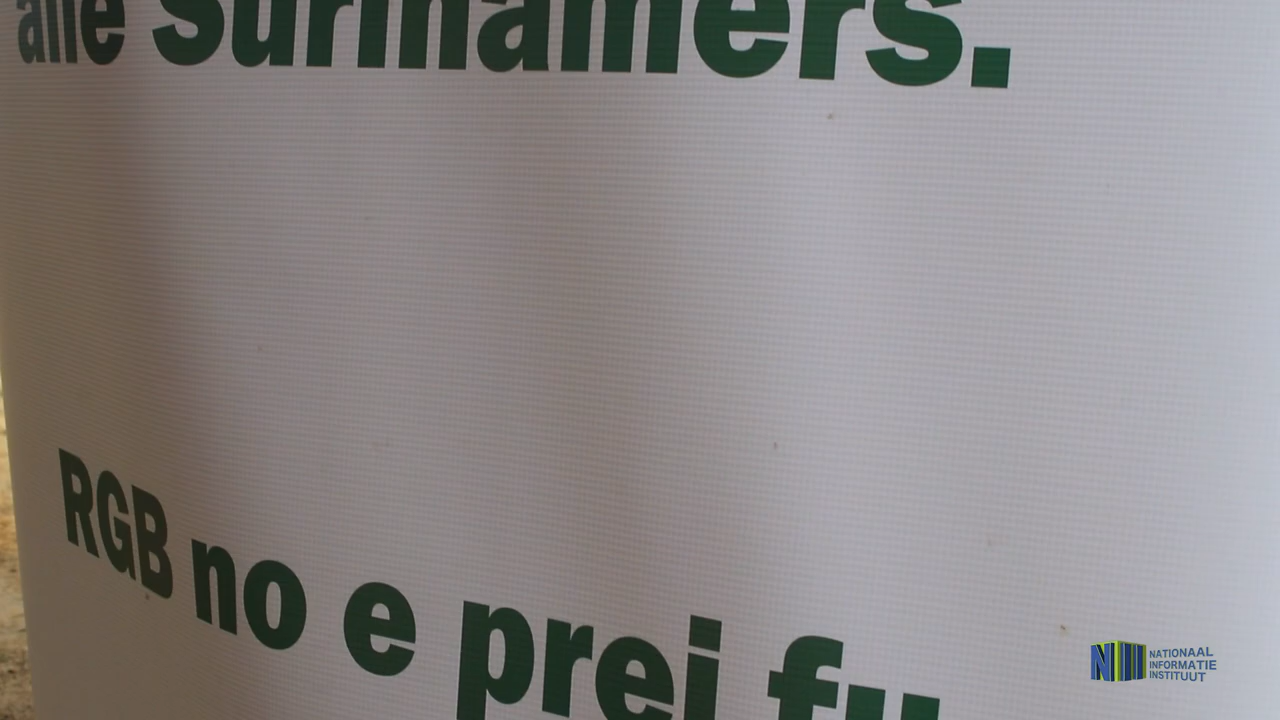 alle Surinamers.
RGB no e prei fu
NATIONAAL
INFORMATIE
INSTITUUT